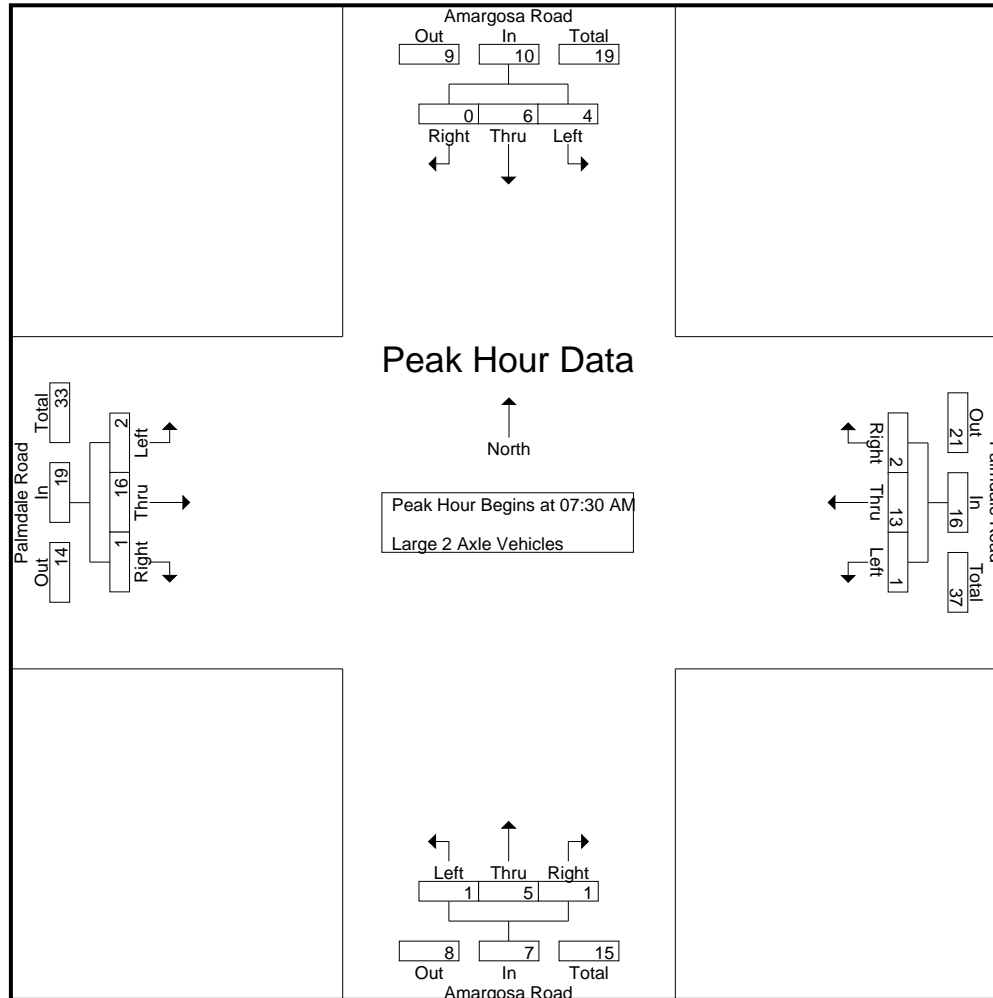 Amargosa Road
Out In Total
9 10 19
0 6 4
Right Thru Left
Peak Hour Data
North
Peak Hour Begins at 07:30 AM
Large 2 Axle Vehicles
Palmdale Road
Total In Out
33 19 14
2 16 1
Left Thru Right
Right Thru Left
2 13 1
Out In Total
21 16 37
Left Thru Right
1 5 1
8 7 15
Out In Total
Amargosa Road